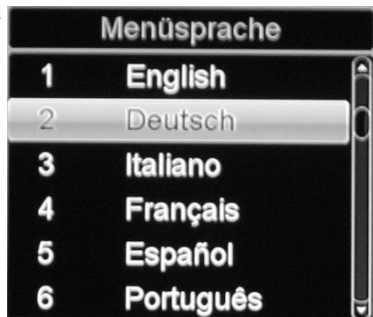 Menüsprache
1 English
2 Deutsch
3 Italiano
4 Français
5 Español
6 Português